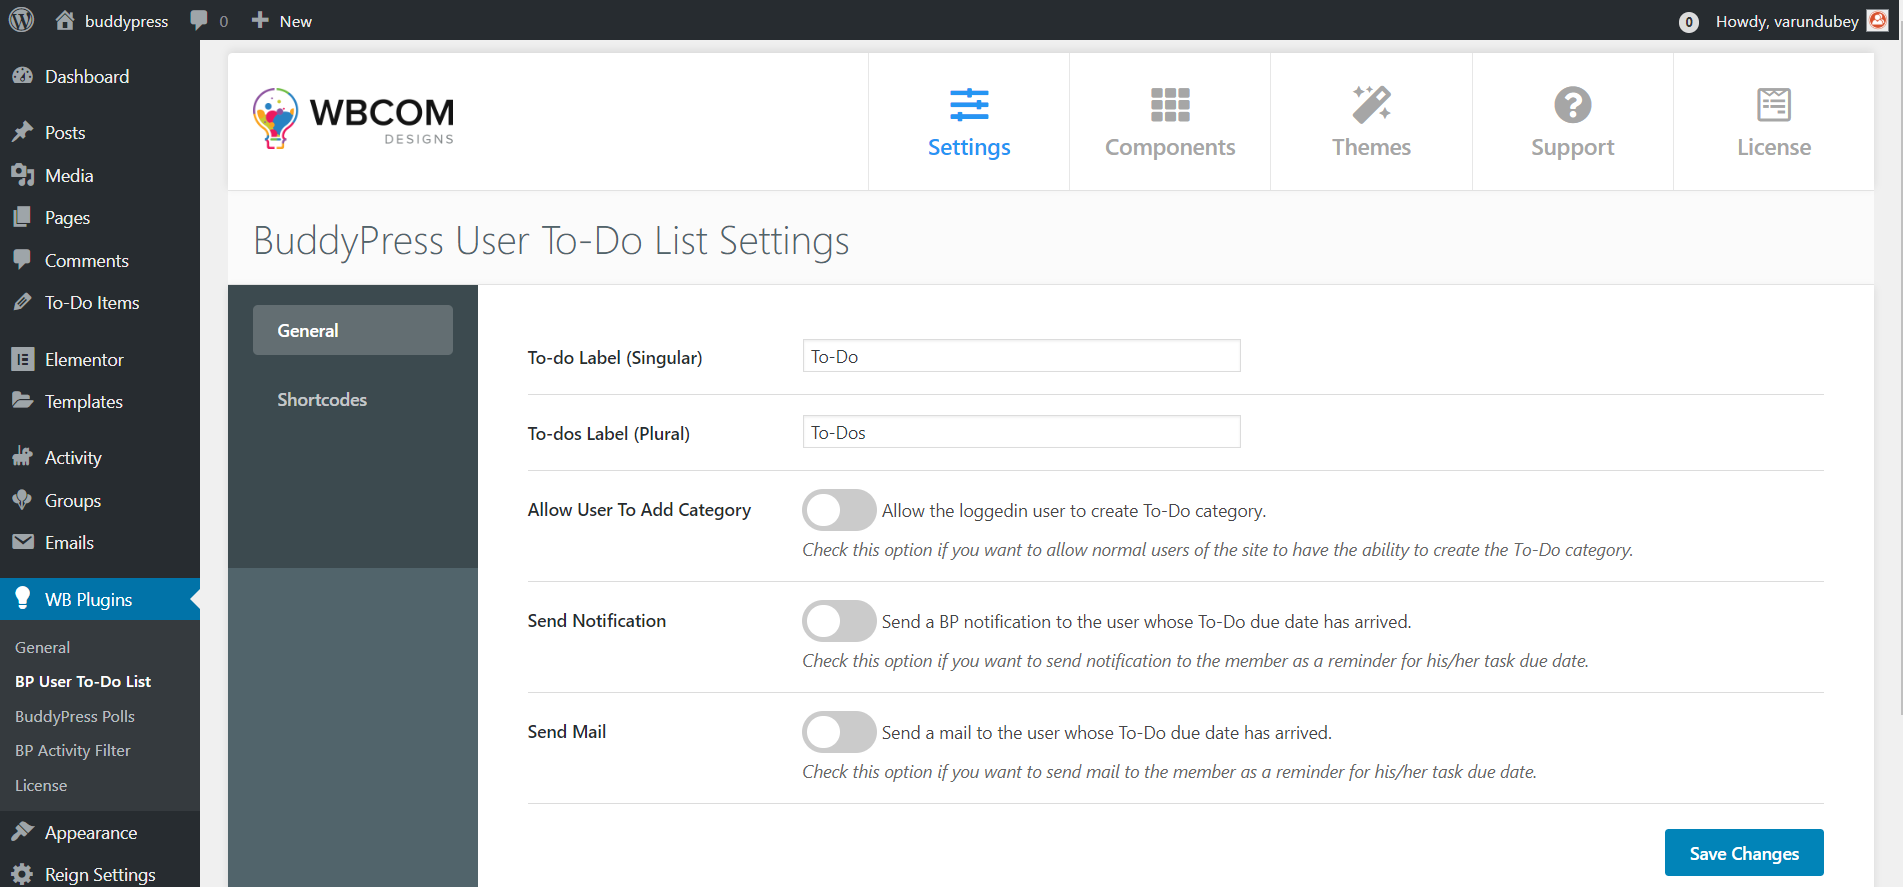 buddypress
0
New
0
Howdy, varundubey
Dashboard
Posts
Media
Pages
Comments
To-Do Items
Elementor
Templates
Activity
Groups
Emails
WB Plugins
General
BP User To-Do List
BuddyPress Polls
BP Activity Filter
License
Appearance
Reign Settings
WBCOM
DESIGNS
Settings
Components
Themes
Support
License
BuddyPress User To-Do List Settings
General
Shortcodes
To-do Label (Singular)
To-Do
To-dos Label (Plural)
To-Dos
Allow User To Add Category
Allow the loggedin user to create To-Do category.
Check this option if you want to allow normal users of the site to have the ability to create the To-Do category.
Send Notification
Send a BP notification to the user whose To-Do due date has arrived.
Check this option if you want to send notification to the member as a reminder for his/her task due date.
Send Mail
Send a mail to the user whose To-Do due date has arrived.
Check this option if you want to send mail to the member as a reminder for his/her task due date.
Save Changes